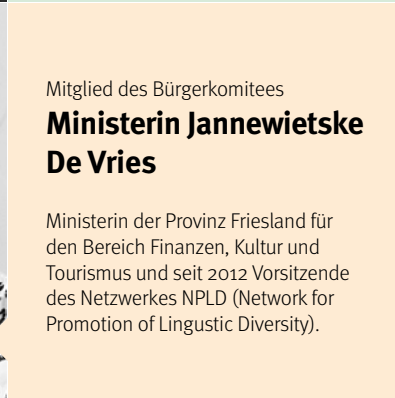 Mitglied des Bürgerkomitees
Ministerin Jannewietske
De Vries
Ministerin der Provinz Friesland für
den Bereich Finanzen, Kultur und
Tourismus und seit 2012 Vorsitzende
des Netzwerkes NPLD (Network for
Promotion of Lingustic Diversity).